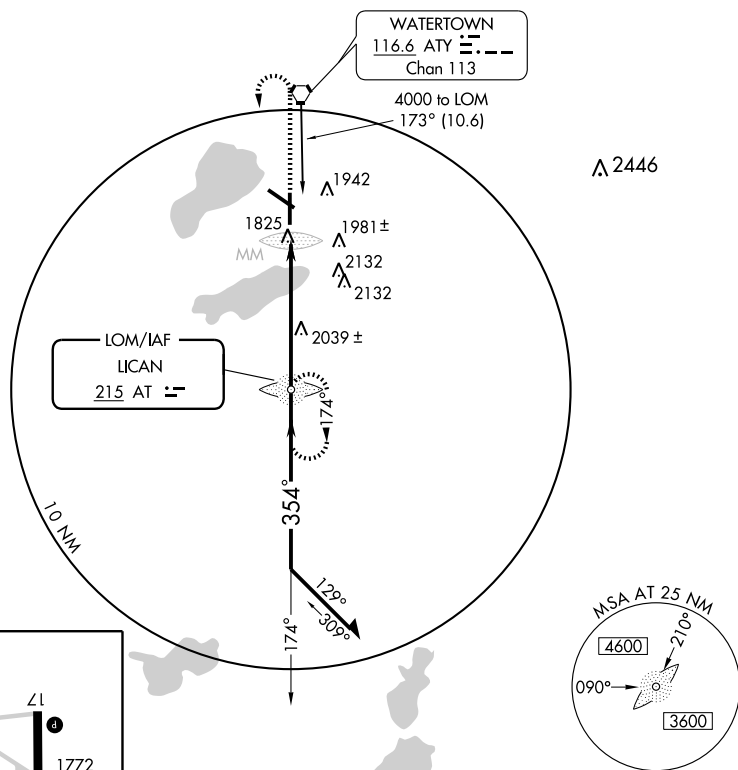 WATERTOWN
116.6 ATY
Chan 113
4000 to LOM
173° (10.6)
2446
1942
1825
1981±
MM
2132
2132
2039±
LOM/IAF
LICAN
215 AT
174°
354°
10 NM
129°
309°
174°
MSA AT 25 NM
210°
4600
090°
3600
17
P
1772